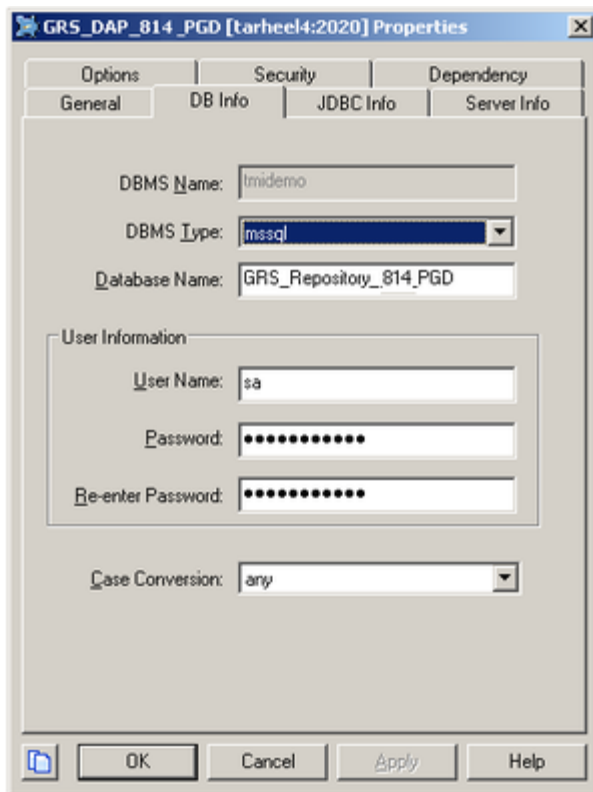 GRS_DAP_814_PGD [tarheel4:2020] Properties
Options Security Dependency
General DB Info JDBC Info Server Info
DBMS Name: tmidemo
DBMS Type: mssql
Database Name: GRS_Repository_814_PGD
User Information
User Name: sa
Password: ●●●●●●●●●●●
Re-enter Password: ●●●●●●●●●●●
Case Conversion: any
OK Cancel Apply Help